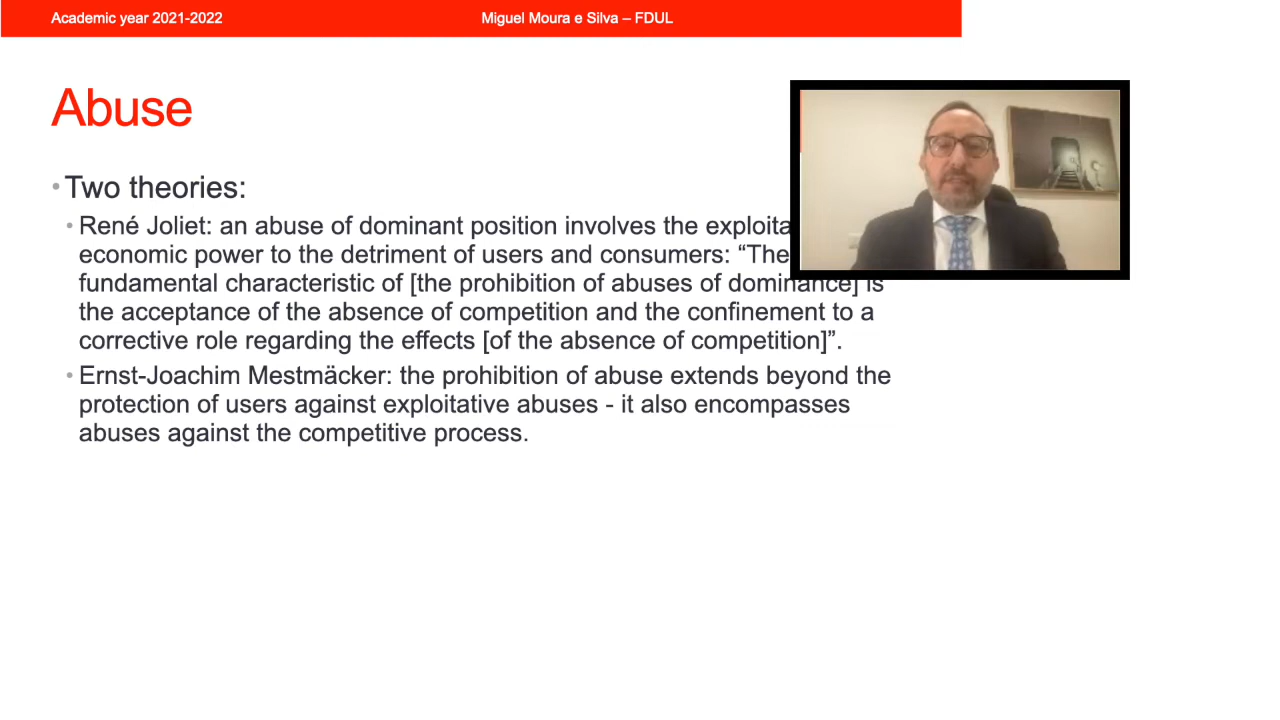 Academic year 2021-2022 Miguel Moura e Silva – FDUL
Abuse
• Two theories:
• René Joliet: an abuse of dominant position involves the
economic power to the detriment of users and consumers: “The
fundamental characteristic of [the prohibition of abuses of dominance] is
the acceptance of the absence of competition and the confinement to a
corrective role regarding the effects [of the absence of competition]”.
• Ernst-Joachim Mestmäcker: the prohibition of abuse extends beyond the
protection of users against exploitative abuses - it also encompasses
abuses against the competitive process.